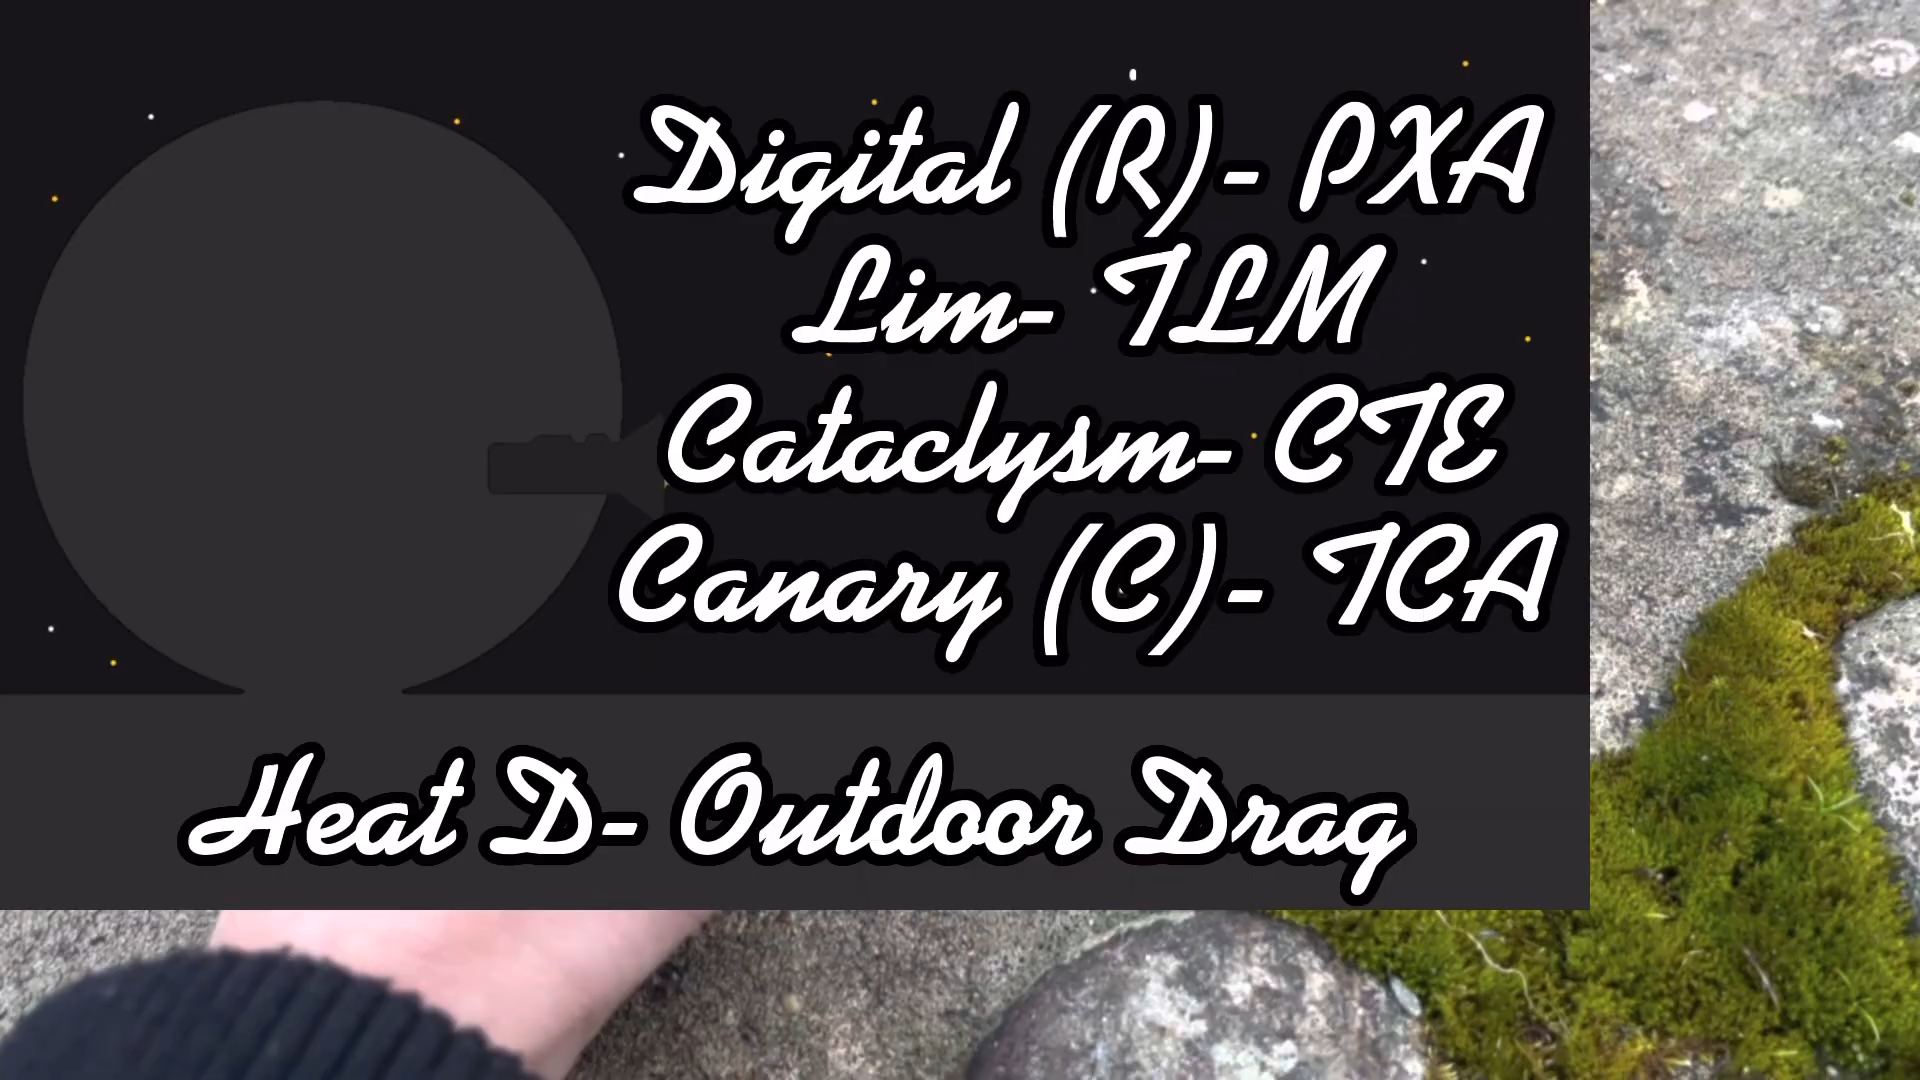 Digital (R)- PXA
Lim- TLM
Cataclysm- CTE
Canary (C)- TCA
Heat D- Outdoor Drag